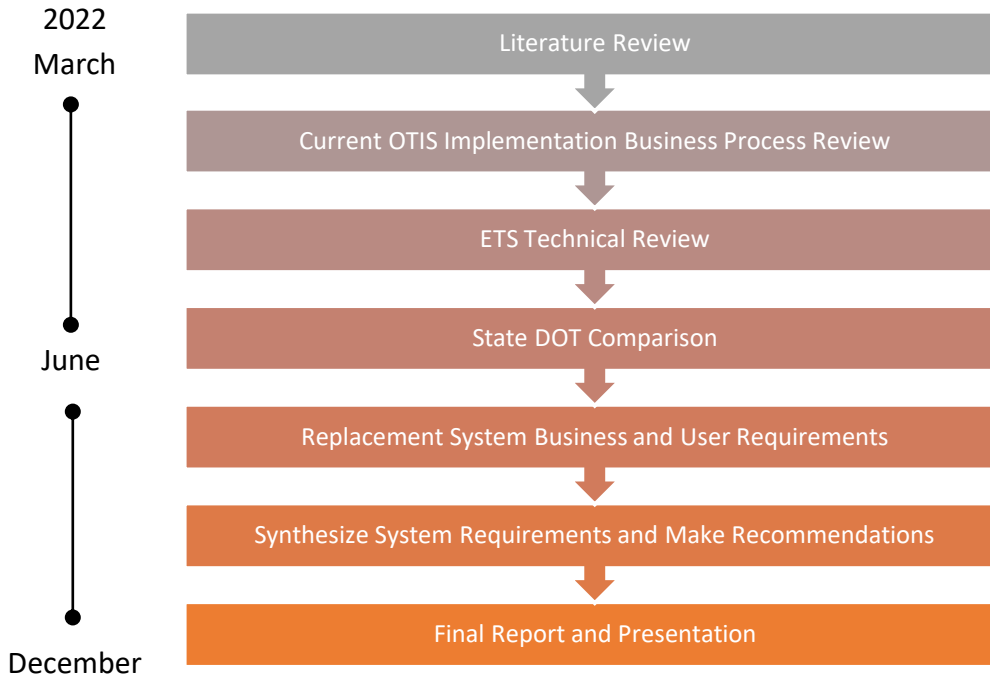 2022
March
Literature Review
Current OTIS Implementation Business Process Review
ETS Technical Review
State DOT Comparison
June
Replacement System Business and User Requirements
Synthesize System Requirements and Make Recommendations
Final Report and Presentation
December